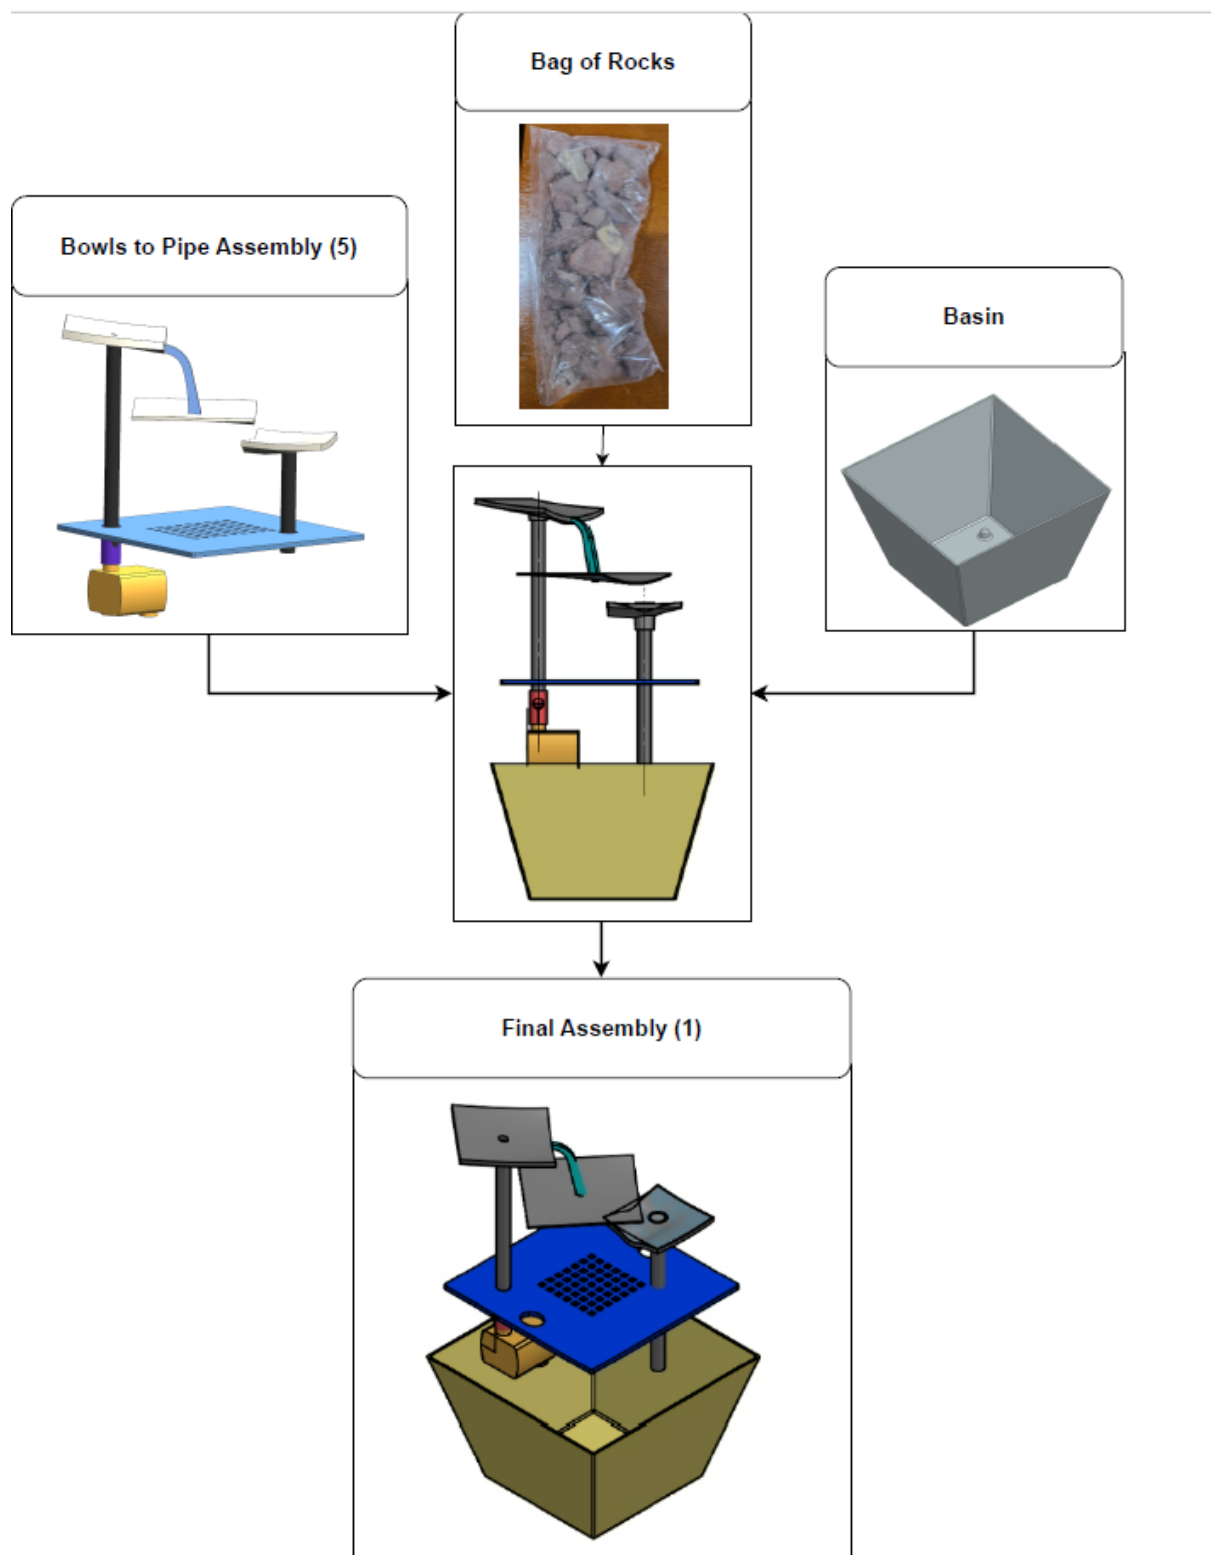 Bag of Rocks
Bowls to Pipe Assembly (5)
Basin
Final Assembly (1)